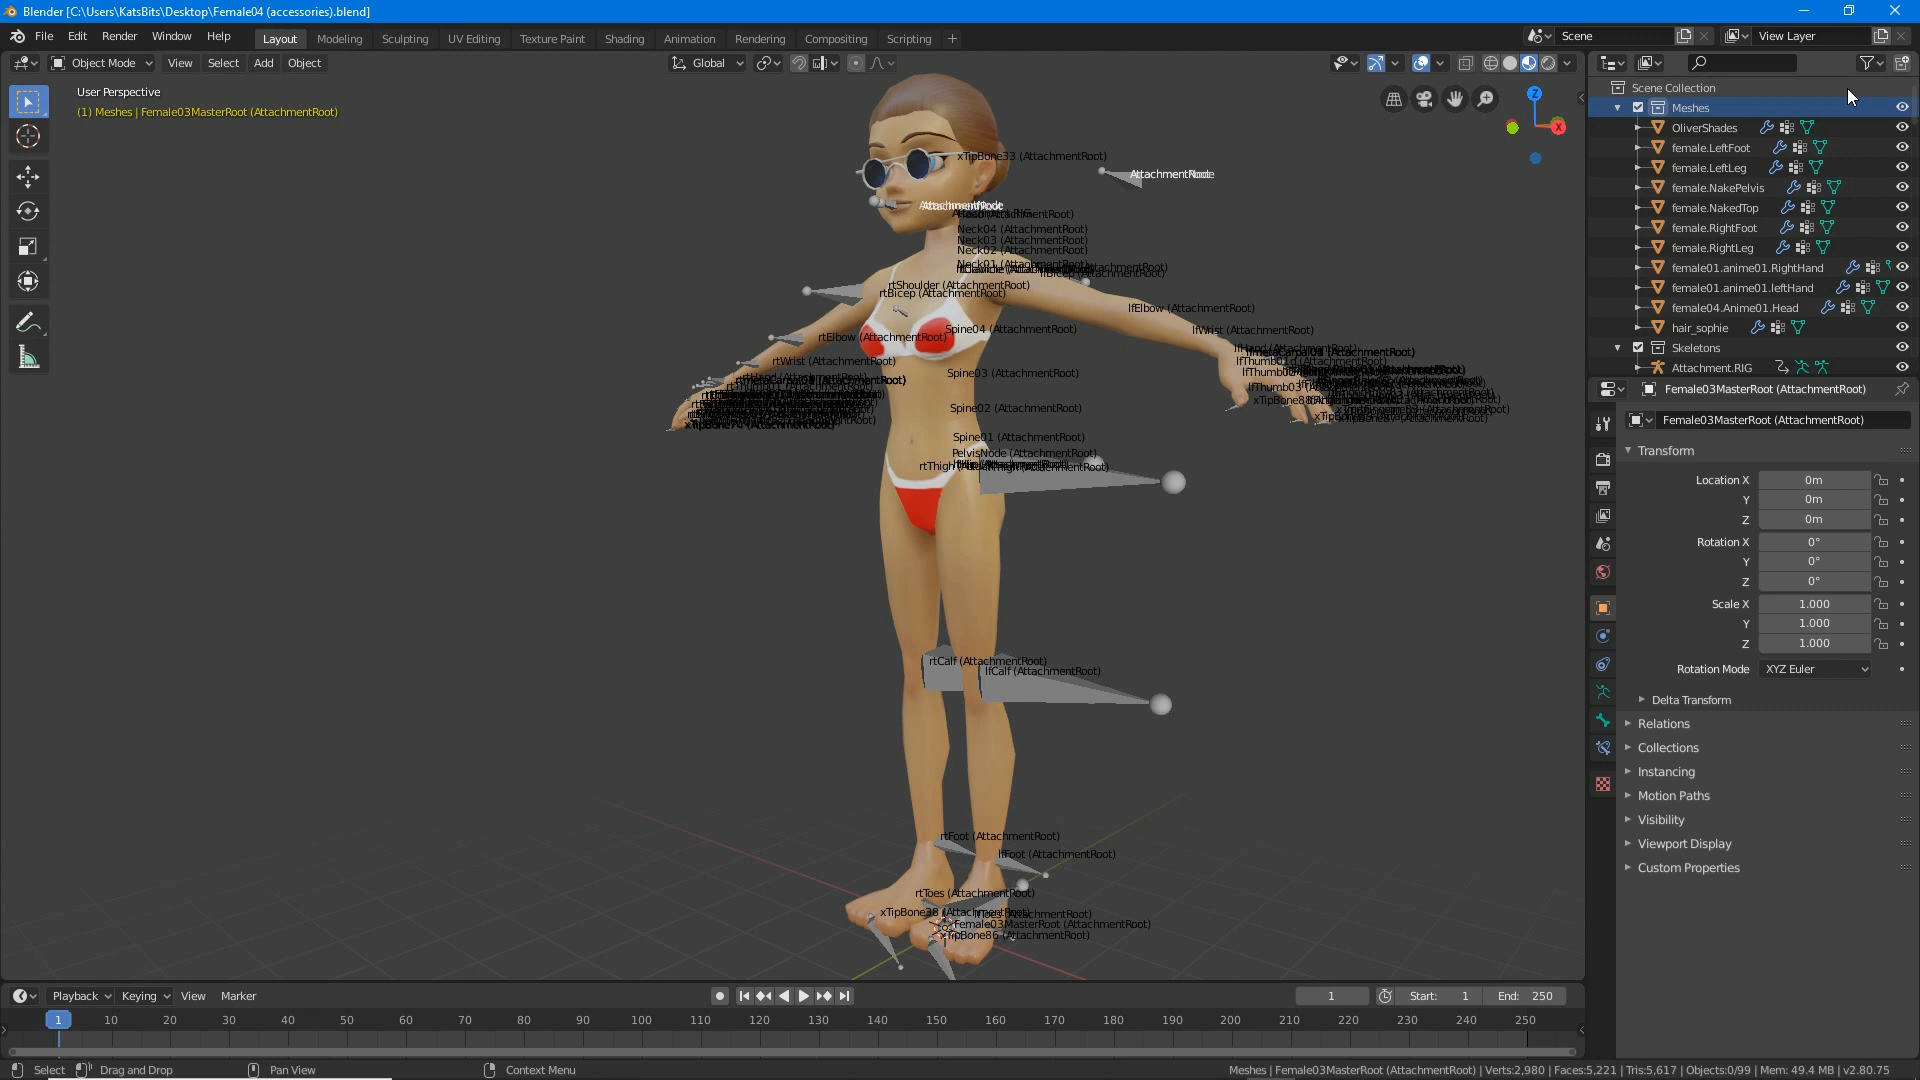 Blender [C:\Users\KatsBits\Desktop\Female04 (accessories).blend]
File Edit Render Window Help
Layout Modeling Sculpting UV Editing Texture Paint Shading Animation Rendering Compositing Scripting +
Scene
View Layer
Object Mode View Select Add Object
Global
User Perspective
(1) Meshes | Female03MasterRoot (AttachmentRoot)
Z
X
xTipBone33 (AttachmentRoot)
Neck04 (AttachmentRoot)
Neck03 (AttachmentRoot)
Neck02 (AttachmentRoot)
rtShoulder (AttachmentRoot)
rtBicep (AttachmentRoot)
lfElbow (AttachmentRoot)
Spine04 (AttachmentRoot)
lfWrist (AttachmentRoot)
rtElbow (AttachmentRoot)
rtWrist (AttachmentRoot)
Spine03 (AttachmentRoot)
Spine02 (AttachmentRoot)
Spine01 (AttachmentRoot)
PelvisNode (AttachmentRoot)
rtCalf (AttachmentRoot)
lfCalf (AttachmentRoot)
rtFoot (AttachmentRoot)
lfFoot (AttachmentRoot)
rtToes (AttachmentRoot)
xTipBone38
Female03MasterRoot (AttachmentRoot)
xTipBone86 (AttachmentRoot)
Scene Collection
Meshes
OliverShades
female.LeftFoot
female.LeftLeg
female.NakePelvis
female.NakedTop
female.RightFoot
female.RightLeg
female01.anime01.RightHand
female01.anime01.leftHand
female04.Anime01.Head
hair_sophie
Skeletons
Attachment.RIG
Female03MasterRoot (AttachmentRoot)
Female03MasterRoot (AttachmentRoot)
Transform
Location X 0m
Y 0m
Z 0m
Rotation X 0°
Y 0°
Z 0°
Scale X 1.000
Y 1.000
Z 1.000
Rotation Mode XYZ Euler
Delta Transform
Relations
Collections
Instancing
Motion Paths
Visibility
Viewport Display
Custom Properties
Playback Keying View Marker
1 Start: 1 End: 250
1 10 20 30 40 50 60 70 80 90 100 110 120 130 140 150 160 170 180 190 200 210 220 230 240 250
Select Drag and Drop Pan View Context Menu
Meshes | Female03MasterRoot (AttachmentRoot) | Verts:2,980 | Faces:5,221 | Tris:5,617 | Objects:0/99 | Mem: 49.4 MB | v2.80.75